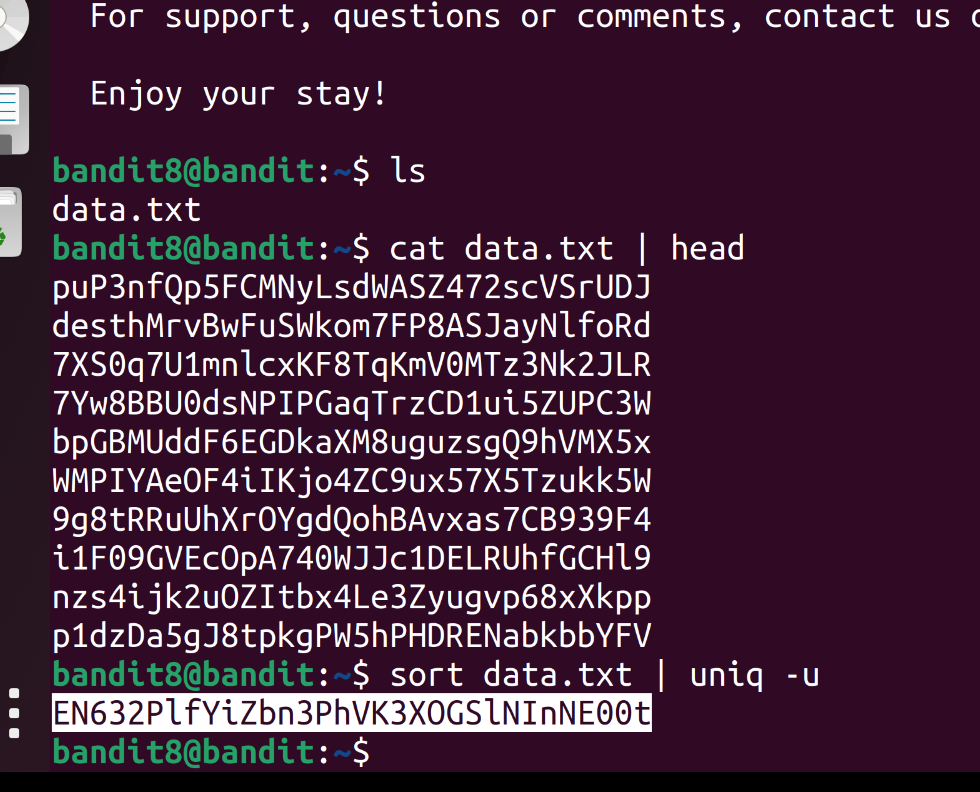 For support, questions or comments, contact us
Enjoy your stay!
bandit8@bandit:~$ ls
data.txt
bandit8@bandit:~$ cat data.txt | head
puP3nfQp5FCMNyLsdWASZ472scVSrUDJ
desthMrvBwFuSWkom7FP8ASJayNlfoRd
7XS0q7U1mnlcxKF8TqKmV0MTz3Nk2JLR
7Yw8BBU0dsNPIPGaqTrzCD1ui5ZUPC3W
bpGBMUddF6EGDkaXM8uguzsgQ9hVMX5x
WMPIYAeOF4iIKjo4ZC9ux57X5Tzukk5W
9g8tRRuUhXrOYgdQohBAvxas7CB939F4
i1F09GVEcOpA740WJJc1DELRUhfGCHl9
nzs4ijk2uOZItbx4Le3Zyugvp68xXkpp
p1dzDa5gJ8tpkgPW5hPHDRENabkbbYFV
bandit8@bandit:~$ sort data.txt | uniq -u
EN632PlfYiZbn3PhVK3XOGSlNInNE00t
bandit8@bandit:~$